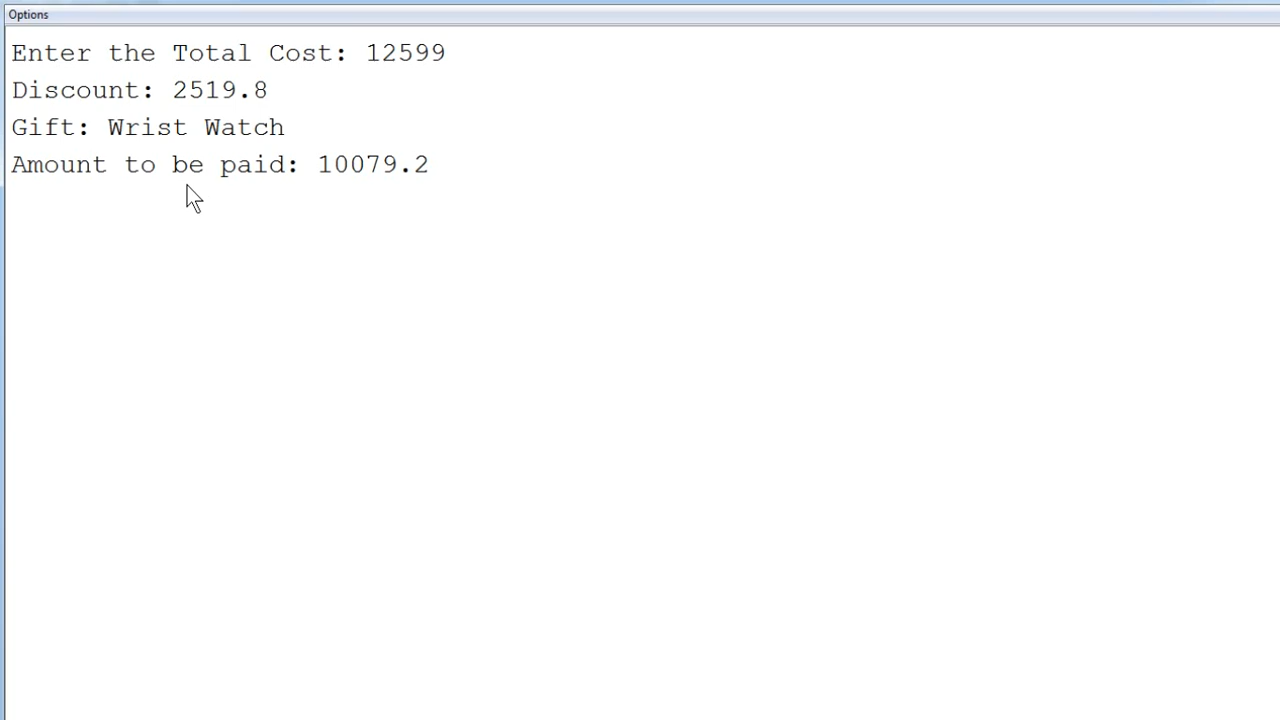 Options
Enter the Total Cost: 12599
Discount: 2519.8
Gift: Wrist Watch
Amount to be paid: 10079.2